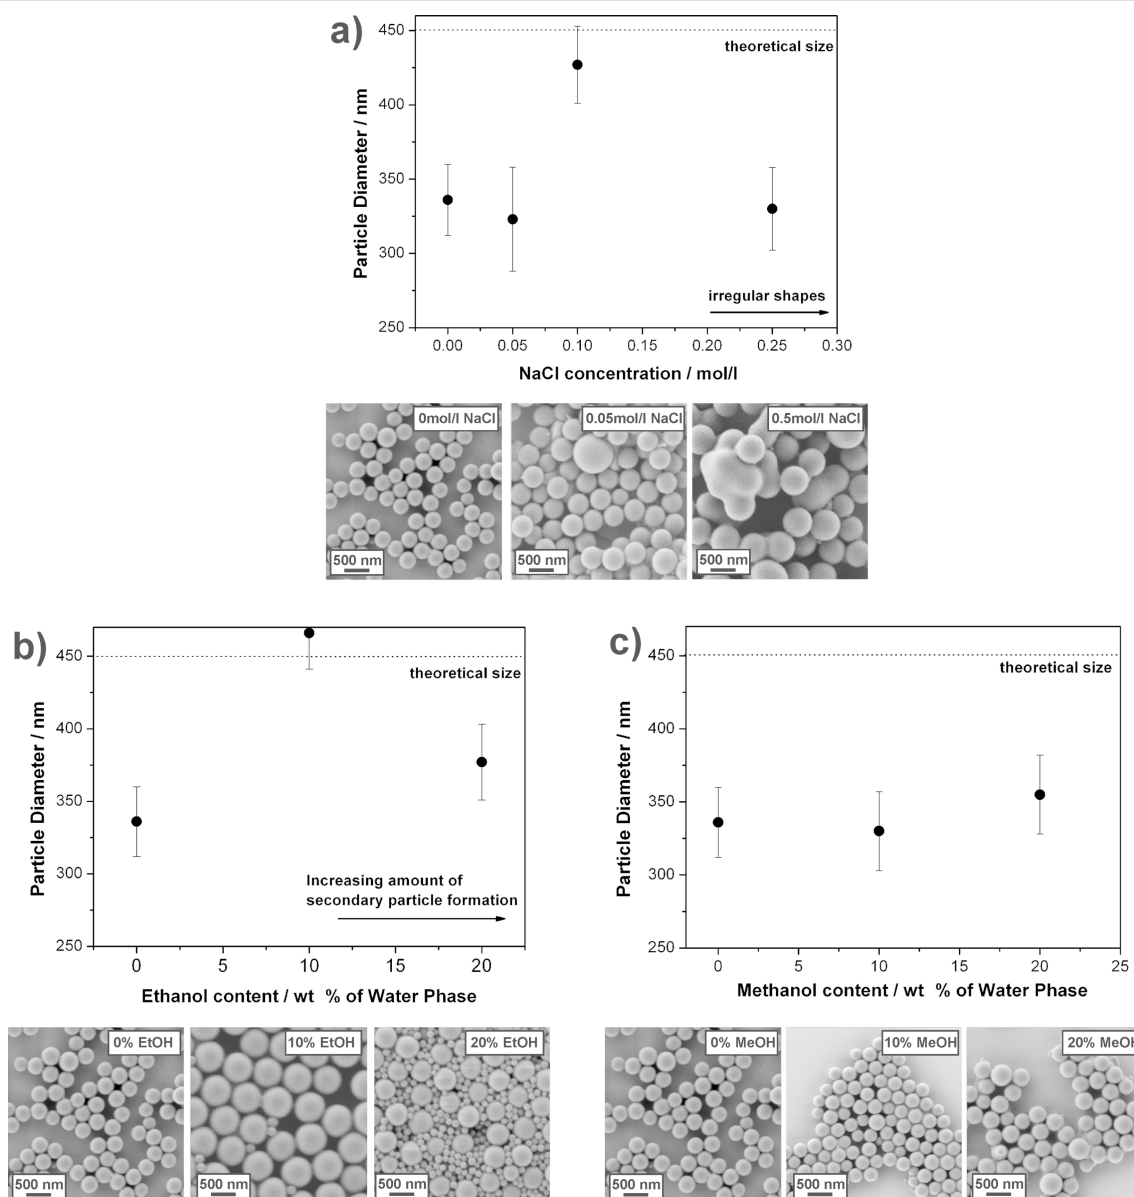 a)
450
400
350
300
250
Particle Diameter / nm
theoretical size
irregular shapes
0.00 0.05 0.10 0.15 0.20 0.25 0.30
NaCl concentration / mol/l
0mol/l NaCl
0.05mol/l NaCl
0.5mol/l NaCl
500 nm
500 nm
500 nm
b)
450
400
350
300
250
Particle Diameter / nm
theoretical size
Increasing amount of
secondary particle formation
0 5 10 15 20
Ethanol content / wt % of Water Phase
0% EtOH
10% EtOH
20% EtOH
500 nm
500 nm
500 nm
c)
450
400
350
300
250
Particle Diameter / nm
theoretical size
0 5 10 15 20 25
Methanol content / wt % of Water Phase
0% MeOH
10% MeOH
20% MeOH
500 nm
500 nm
500 nm